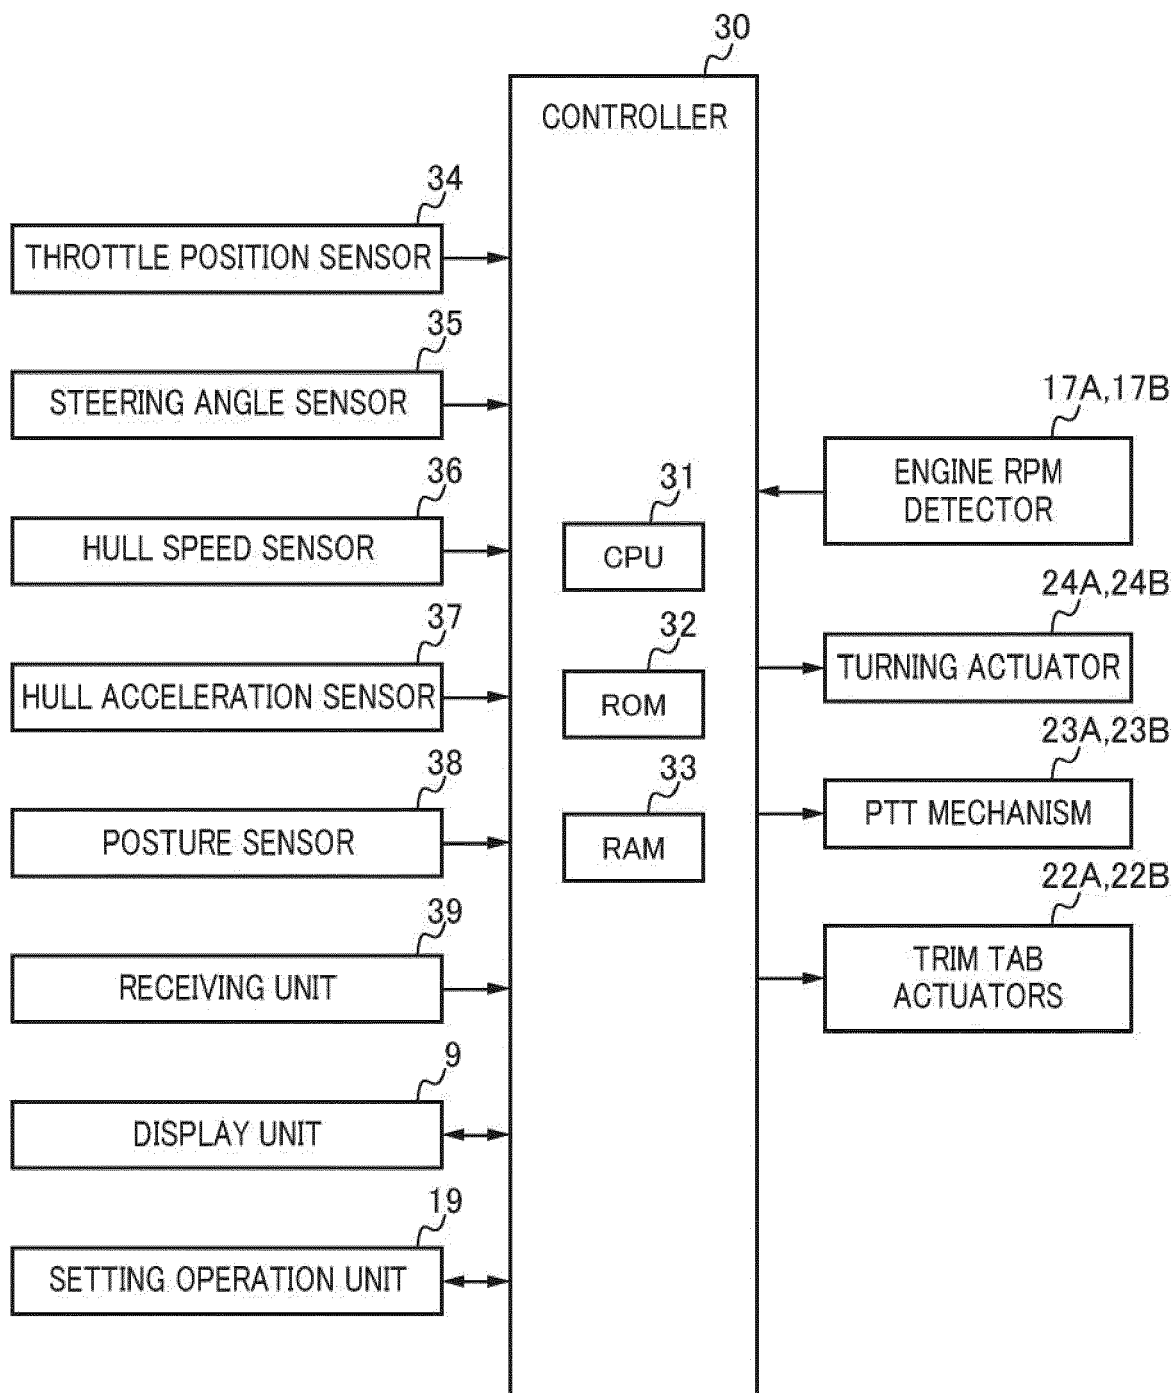 30
CONTROLLER
34
THROTTLE POSITION SENSOR
35
STEERING ANGLE SENSOR
36
HULL SPEED SENSOR
37
HULL ACCELERATION SENSOR
38
POSTURE SENSOR
39
RECEIVING UNIT
9
DISPLAY UNIT
19
SETTING OPERATION UNIT
31
CPU
32
ROM
33
RAM
17A,17B
ENGINE RPM
DETECTOR
24A,24B
TURNING ACTUATOR
23A,23B
PTT MECHANISM
22A,22B
TRIM TAB
ACTUATORS